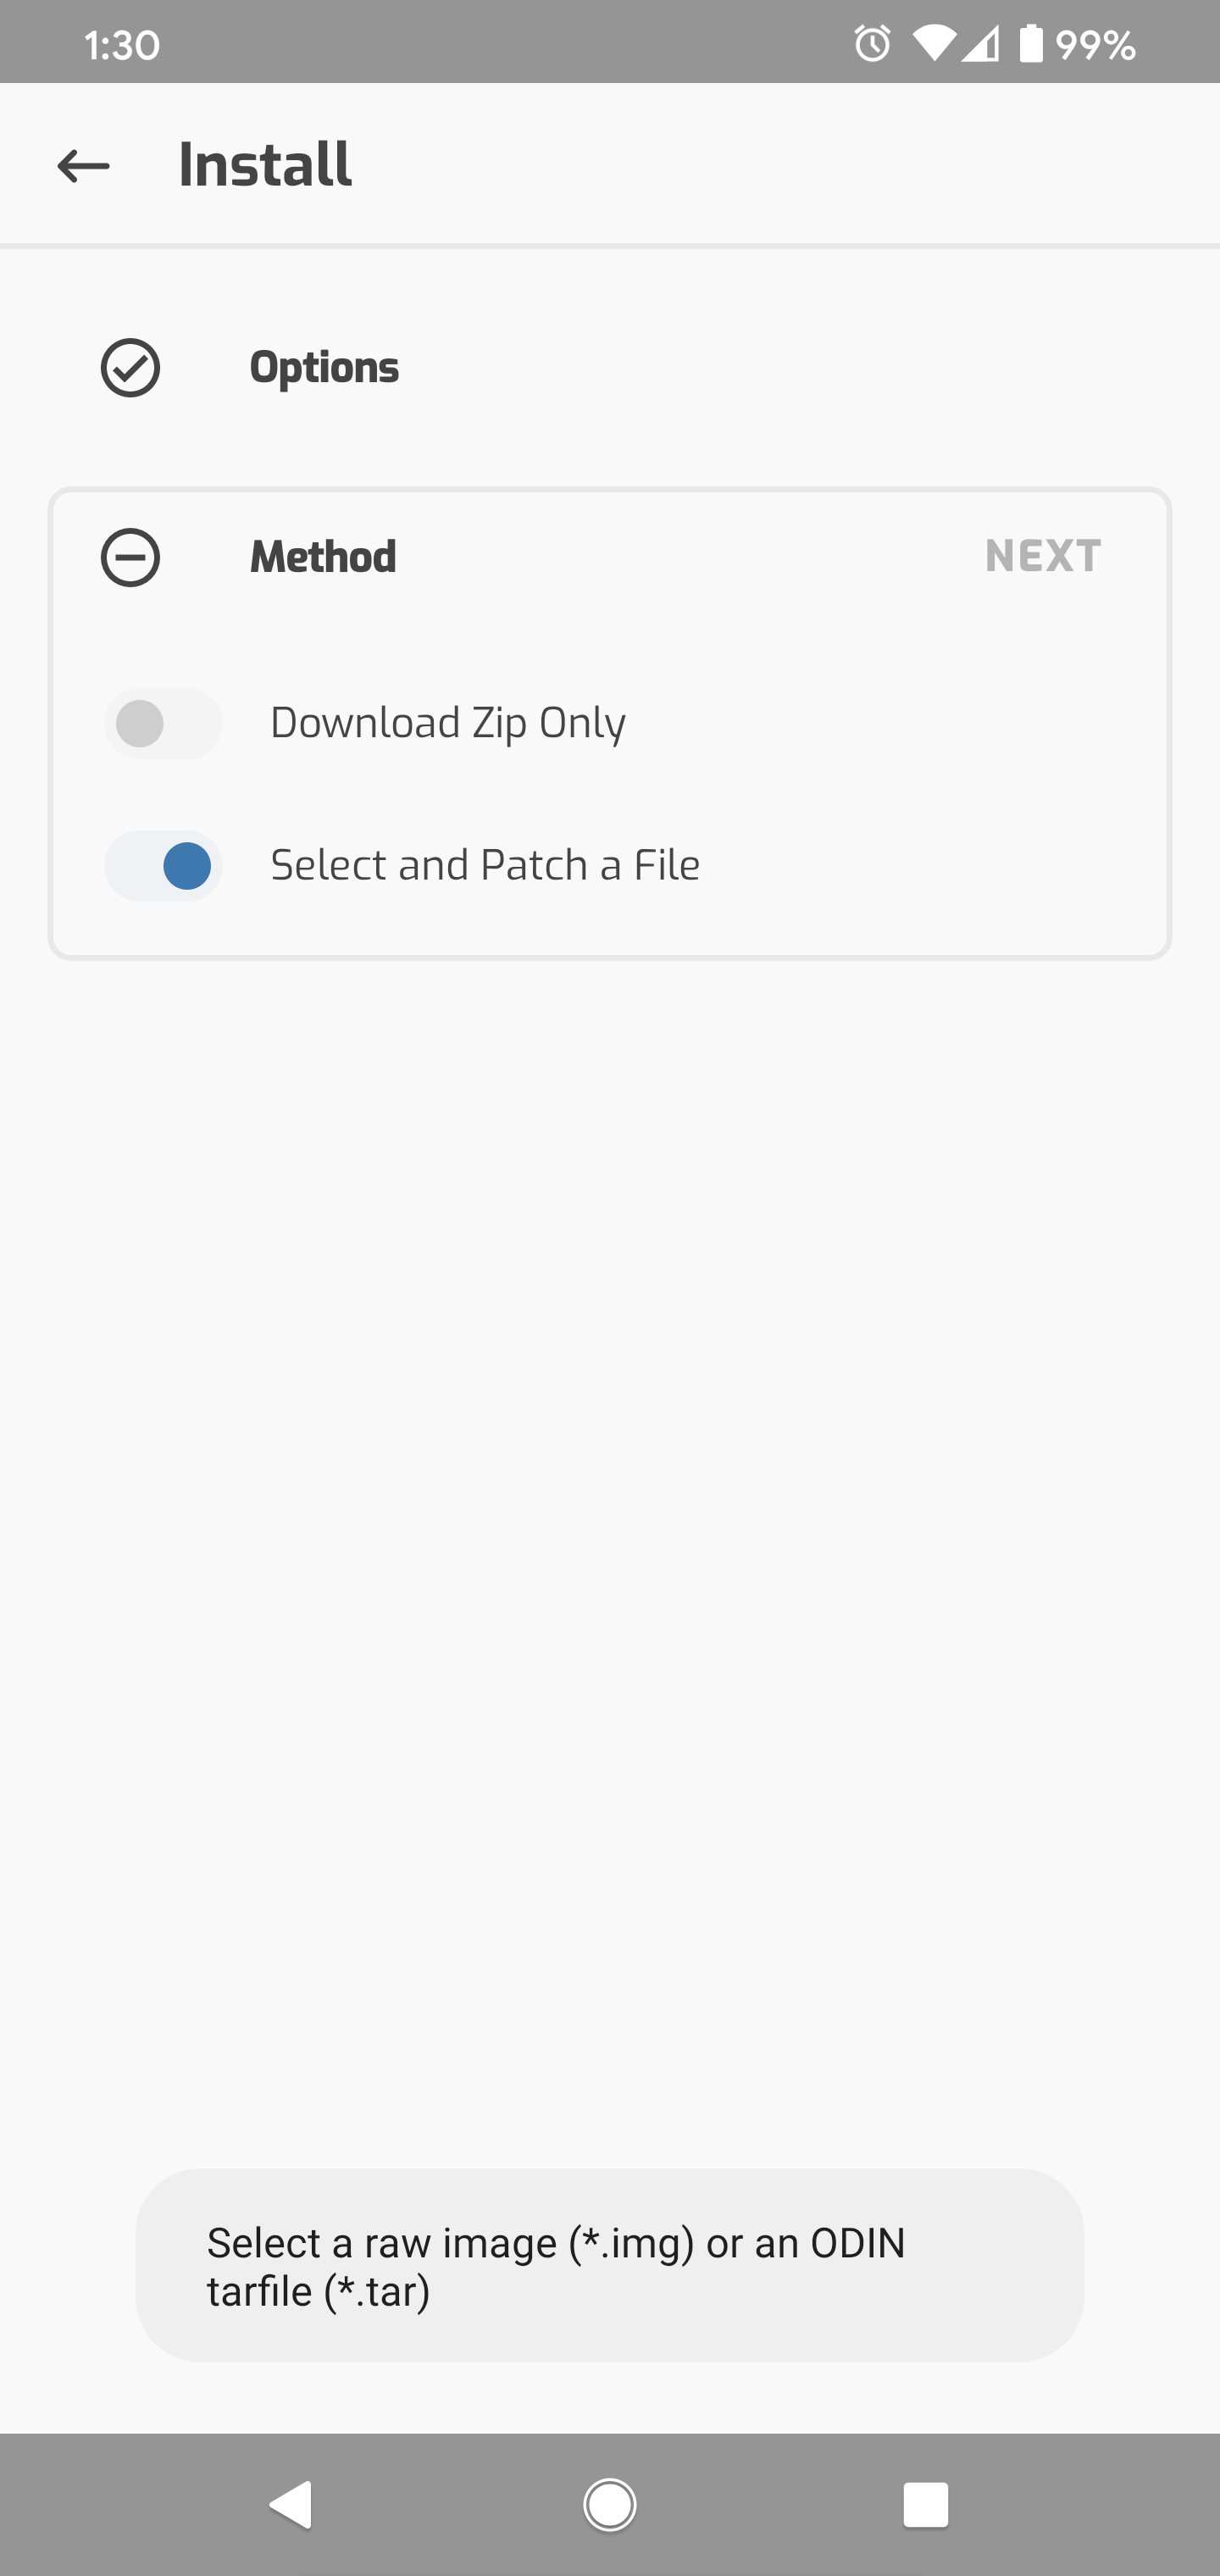 1:30
99%
Install
Options
Method
NEXT
Download Zip Only
Select and Patch a File
Select a raw image (*.img) or an ODIN
tarfile (*.tar)